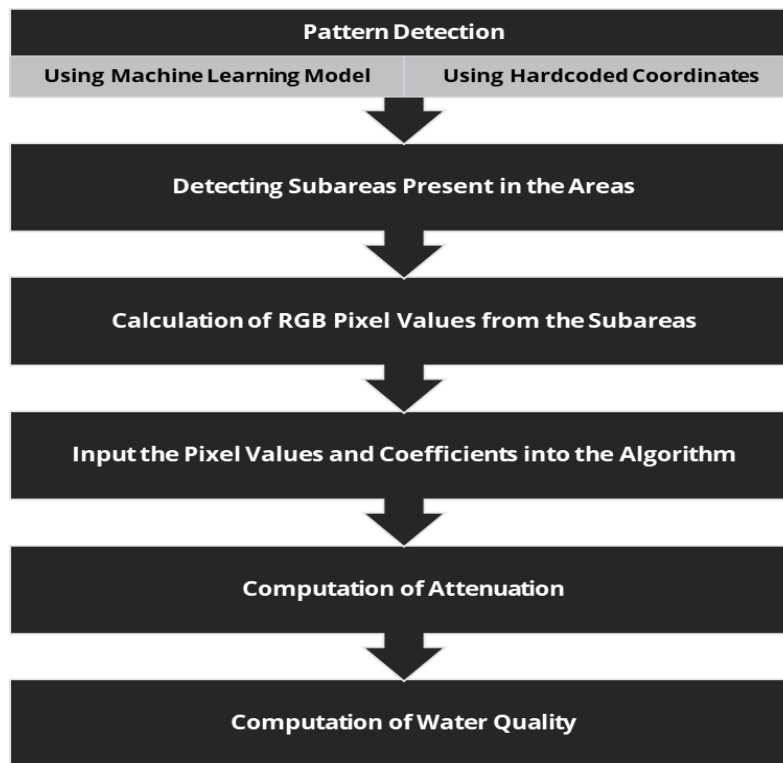 Pattern Detection
Using Machine Learning Model
Using Hardcoded Coordinates
Detecting Subareas Present in the Areas
Calculation of RGB Pixel Values from the Subareas
Input the Pixel Values and Coefficients into the Algorithm
Computation of Attenuation
Computation of Water Quality